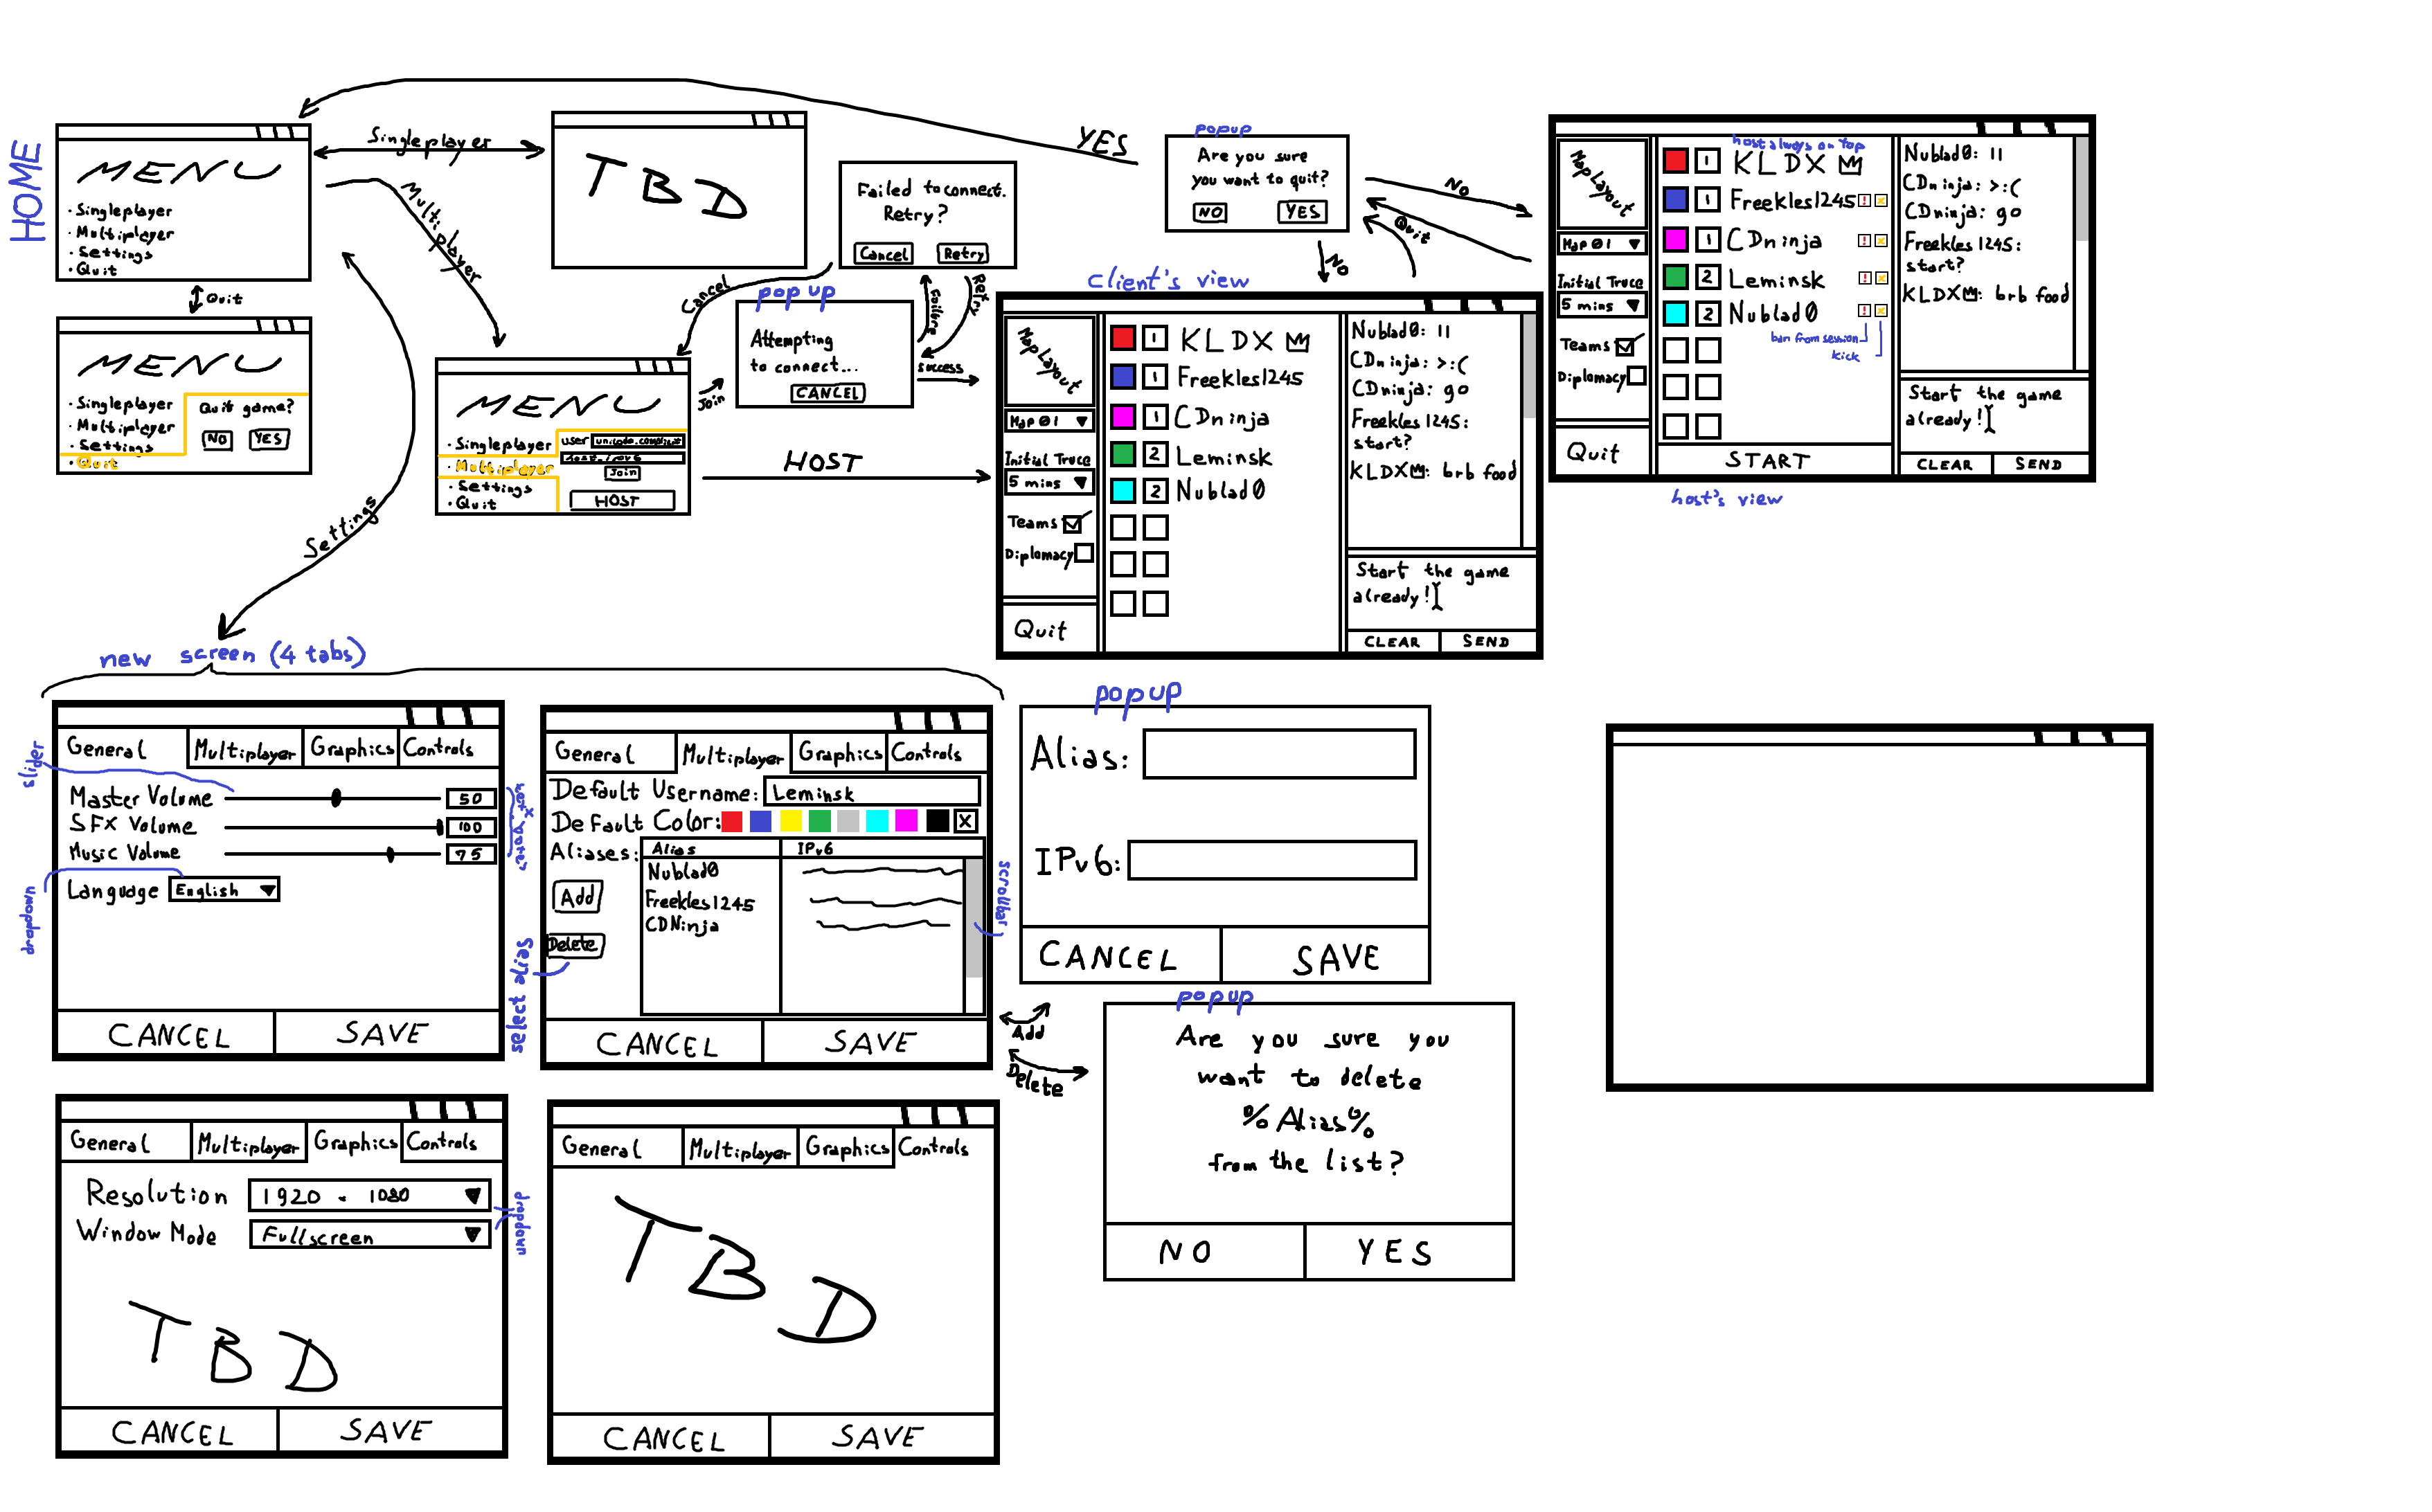 HOME
MENU
· Singleplayer
· Multiplayer
· Settings
· Quit
Quit
MENU
· Singleplayer
· Multiplayer
· Settings
· Quit
Quit game?
NO YES
Singleplayer
TBD
Multiplayer
Settings
MENU
· Singleplayer
· Multiplayer
· Settings
· Quit
user
Join
HOST
Join
popup
Attempting
to connect...
CANCEL
Failure
Retry
success
Cancel
Failed to connect.
Retry?
Cancel Retry
HOST
YES
popup
Are you sure
you want to quit?
NO YES
No
Quit
No
client's view
Map Layout
Map 01
Initial Truce
5 mins
Teams
Diplomacy
Quit
1 KLDX
1 Freekles1245
1 CDninja
2 Leminsk
2 Nublad0
Nublad0: 11
CDninja: >:(
CDninja: go
Freekles1245:
start?
KLDX: brb food
Start the game
already!
CLEAR SEND
Map Layout
Map 01
Initial Truce
5 mins
Teams
Diplomacy
Quit
host always on top
1 KLDX
1 Freekles1245 ! x
1 CDninja ! x
2 Leminsk ! x
2 Nublad0 ! x
ban from session
kick
START
Nublad0: 11
CDninja: >:(
CDninja: go
Freekles1245:
start?
KLDX: brb food
Start the game
already!
CLEAR SEND
host's view
new screen (4 tabs)
General Multiplayer Graphics Controls
slider
Master Volume 50
SFX Volume 100
Music Volume 75
Language English
dropdown
CANCEL SAVE
General Multiplayer Graphics Controls
Default Username: Leminsk
Default Color: X
Aliases: Alias IPv6
Nublad0
Freekles1245
CDNinja
Add
Delete
select alias
scrollbar
CANCEL SAVE
Add
Delete
popup
Alias:
IPv6:
CANCEL SAVE
popup
Are you sure you
want to delete
%Alias%
from the list?
NO YES
General Multiplayer Graphics Controls
Resolution 1920 × 1080
Window Mode Fullscreen
dropdown
TBD
CANCEL SAVE
General Multiplayer Graphics Controls
TBD
CANCEL SAVE